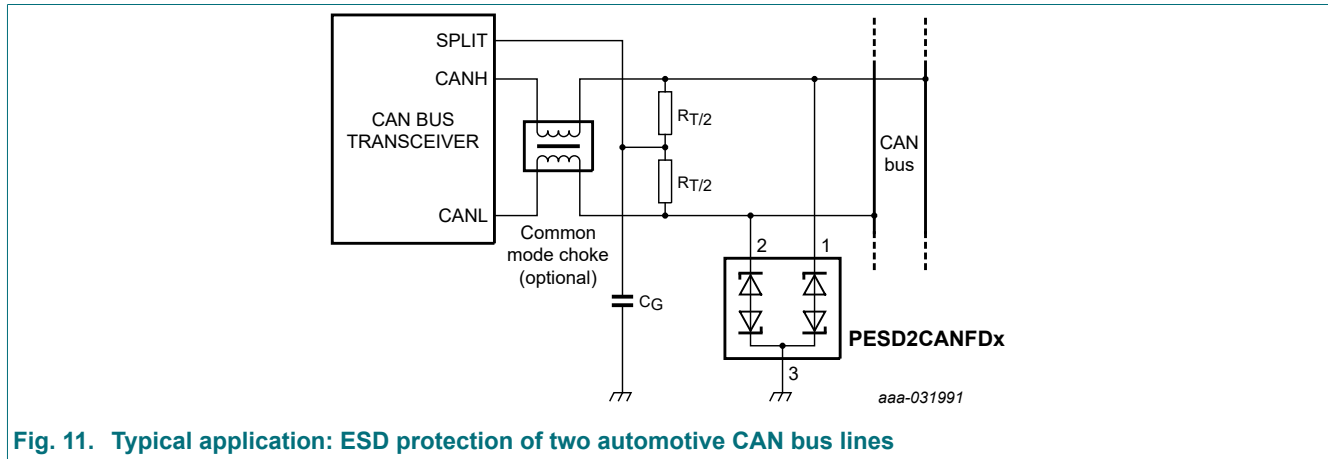 SPLIT
CANH
CAN BUS
TRANSCEIVER
CANL
Common
mode choke
(optional)
RT/2
RT/2
CG
CAN
bus
2
1
PESD2CANFDx
3
aaa-031991
Fig. 11. Typical application: ESD protection of two automotive CAN bus lines